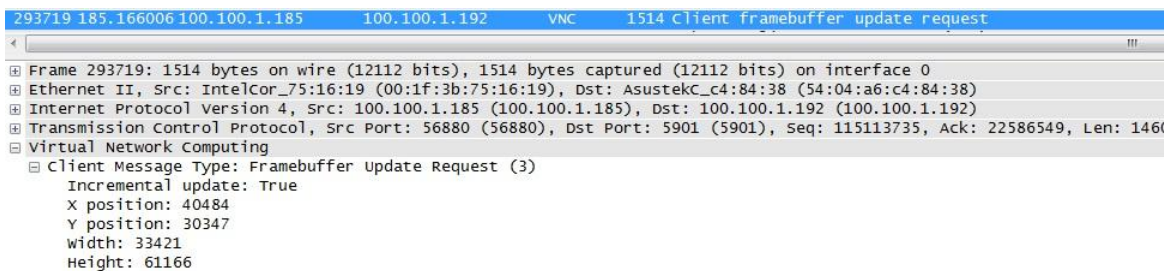 293719 185.166006 100.100.1.185 100.100.1.192 VNC 1514 Client framebuffer update request
Frame 293719: 1514 bytes on wire (12112 bits), 1514 bytes captured (12112 bits) on interface 0
Ethernet II, Src: IntelCor_75:16:19 (00:1f:3b:75:16:19), Dst: AsustekC_c4:84:38 (54:04:a6:c4:84:38)
Internet Protocol Version 4, Src: 100.100.1.185 (100.100.1.185), Dst: 100.100.1.192 (100.100.1.192)
Transmission Control Protocol, Src Port: 56880 (56880), Dst Port: 5901 (5901), Seq: 115113735, Ack: 22586549, Len: 1460
Virtual Network Computing
Client Message Type: Framebuffer Update Request (3)
Incremental update: True
X position: 40484
Y position: 30347
Width: 33421
Height: 61166